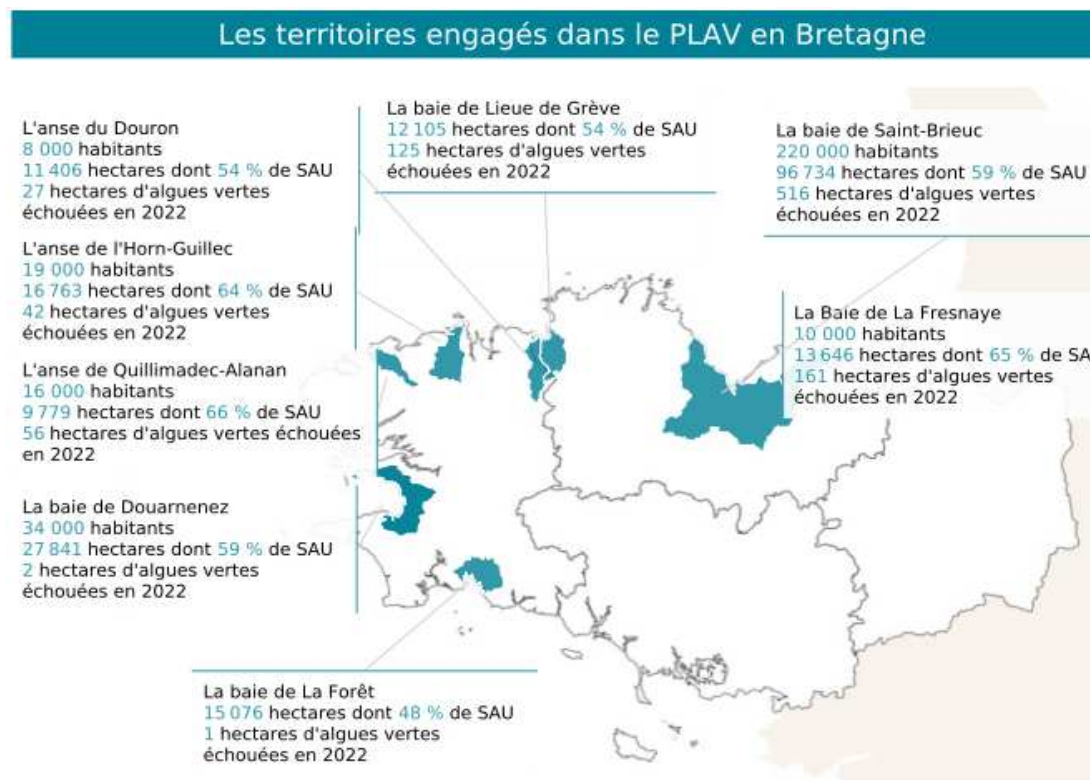 Les territoires engagés dans le PLAV en Bretagne
L'anse du Douron
8 000 habitants
11 406 hectares dont 54 % de SAU
27 hectares d'algues vertes
échouées en 2022
La baie de Lieue de Grève
12 105 hectares dont 54 % de SAU
125 hectares d'algues vertes
échouées en 2022
La baie de Saint-Brieuc
220 000 habitants
96 734 hectares dont 59 % de SAU
516 hectares d'algues vertes
échouées en 2022
L'anse de l'Horn-Guillec
19 000 habitants
16 763 hectares dont 64 % de SAU
42 hectares d'algues vertes
échouées en 2022
La Baie de La Fresnaye
10 000 habitants
13 646 hectares dont 65 % de SA
161 hectares d'algues vertes
échouées en 2022
L'anse de Quillimadec-Alanan
16 000 habitants
9 779 hectares dont 66 % de SAU
56 hectares d'algues vertes échouées
en 2022
La baie de Douarnenez
34 000 habitants
27 841 hectares dont 59 % de SAU
2 hectares d'algues vertes
échouées en 2022
La baie de La Forêt
15 076 hectares dont 48 % de SAU
1 hectares d'algues vertes
échouées en 2022